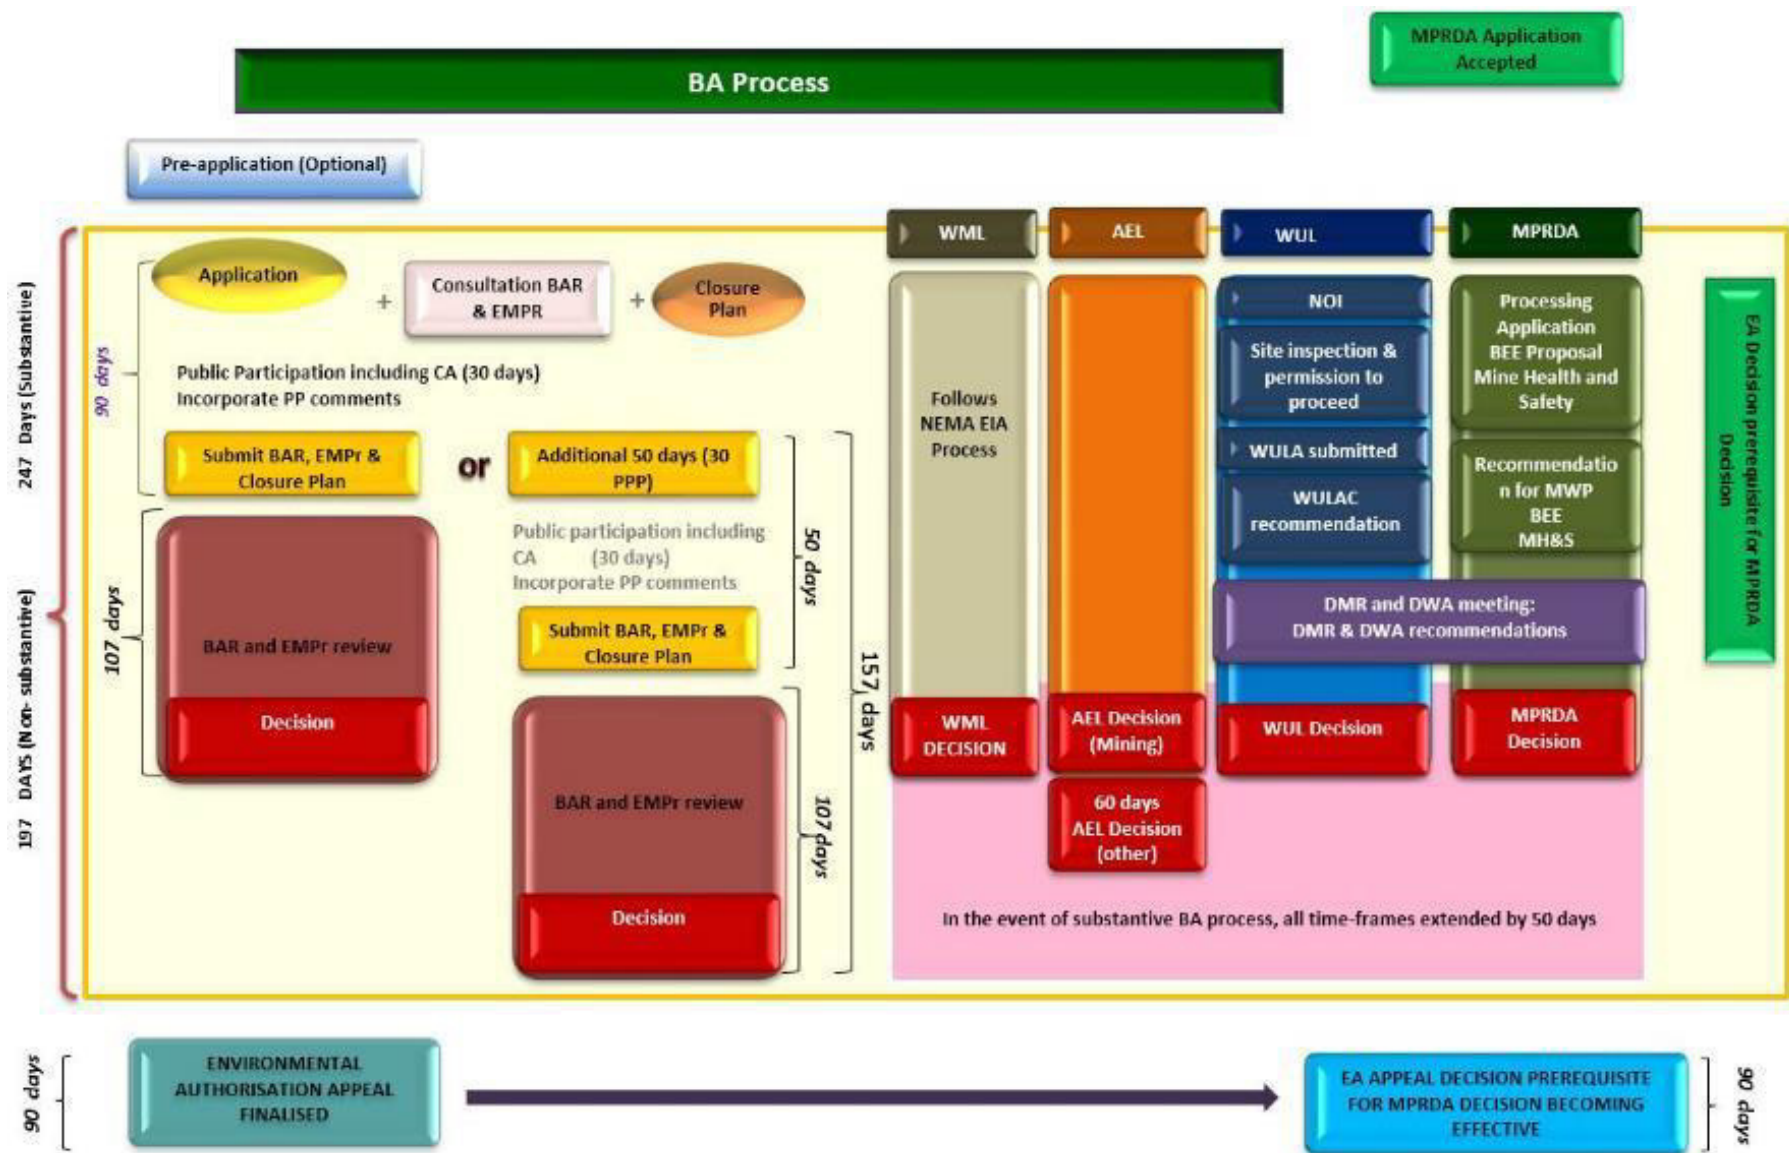 MPRDA Application
Accepted
BA Process
Pre-application (Optional)
247 Days (Substantive)
197 DAYS (Non- substantive)
90 days
Application
+
Consultation BAR
& EMPR
+
Closure
Plan
Public Participation including CA (30 days)
Incorporate PP comments
Submit BAR, EMPr &
Closure Plan
or
Additional 50 days (30
PPP)
107 days
BAR and EMPr review
Decision
Public participation including
CA (30 days)
Incorporate PP comments
Submit BAR, EMPr &
Closure Plan
50 days
BAR and EMPr review
Decision
107 days
157 days
WML
Follows
NEMA EIA
Process
WML
DECISION
AEL
AEL Decision
(Mining)
60 days
AEL Decision
(other)
WUL
NOI
Site inspection &
permission to
proceed
WULA submitted
WULAC
recommendation
MPRDA
Processing
Application
BEE Proposal
Mine Health and
Safety
Recommendatio
n for MWP
BEE
MH&S
DMR and DWA meeting:
DMR & DWA recommendations
WUL Decision
MPRDA
Decision
In the event of substantive BA process, all time-frames extended by 50 days
EA Decision prerequisite for MPRDA
Decision
90 days
ENVIRONMENTAL
AUTHORISATION APPEAL
FINALISED
EA APPEAL DECISION PREREQUISITE
FOR MPRDA DECISION BECOMING
EFFECTIVE
90 days